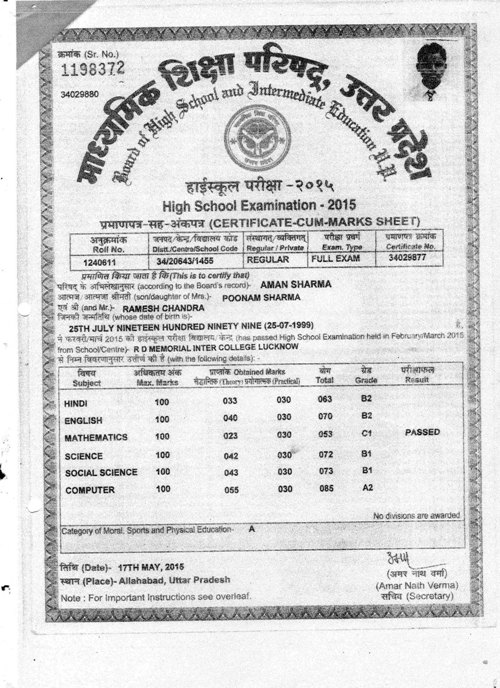 क्रमांक (Sr. No.)
1198372
34029880
माध्यमिक शिक्षा परिषद्, उत्तर प्रदेश
Board of High School and Intermediate Education U.P.
हाईस्कूल परीक्षा -२०१५
High School Examination - 2015
प्रमाणपत्र-सह-अंकपत्र (CERTIFICATE-CUM-MARKS SHEET)
अनुक्रमांक जनपद/केन्द्र/विद्यालय कोड संस्थागत/व्यक्तिगत परीक्षा प्रवर्ग प्रमाणपत्र क्रमांक
Roll No. Distt./Centre/School Code Regular / Private Exam. Type Certificate No.
1240611 34/20643/1455 REGULAR FULL EXAM 34029877
प्रमाणित किया जाता है कि (This is to certify that)
परिषद के अभिलेखानुसार (according to the Board's record)- AMAN SHARMA
आत्मज/आत्मजा श्रीमती (son/daughter of Mrs.)- POONAM SHARMA
एवं श्री (and Mr.)- RAMESH CHANDRA
जिनकी जन्मतिथि (whose date of birth is)-
25TH JULY NINETEEN HUNDRED NINETY NINE (25-07-1999) है,
ने फरवरी/मार्च 2015 की हाईस्कूल परीक्षा विद्यालय/केन्द्र (has passed High School Examination held in February/March 2015
from School/Centre)- R D MEMORIAL INTER COLLEGE LUCKNOW
से निम्न विवरणानुसार उत्तीर्ण की है (with the following details): -
विषय अधिकतम अंक प्राप्तांक Obtained Marks योग ग्रेड परीक्षाफल
Subject Max. Marks सैद्धान्तिक (Theory) प्रयोगात्मक (Practical) Total Grade Result
HINDI 100 033 030 063 B2
ENGLISH 100 040 030 070 B2
MATHEMATICS 100 023 030 053 C1 PASSED
SCIENCE 100 042 030 072 B1
SOCIAL SCIENCE 100 043 030 073 B1
COMPUTER 100 055 030 085 A2
No divisions are awarded
Category of Moral, Sports and Physical Education- A
तिथि (Date)- 17TH MAY, 2015
स्थान (Place)- Allahabad, Uttar Pradesh
(अमर नाथ वर्मा)
(Amar Nath Verma)
सचिव (Secretary)
Note : For Important Instructions see overleaf.